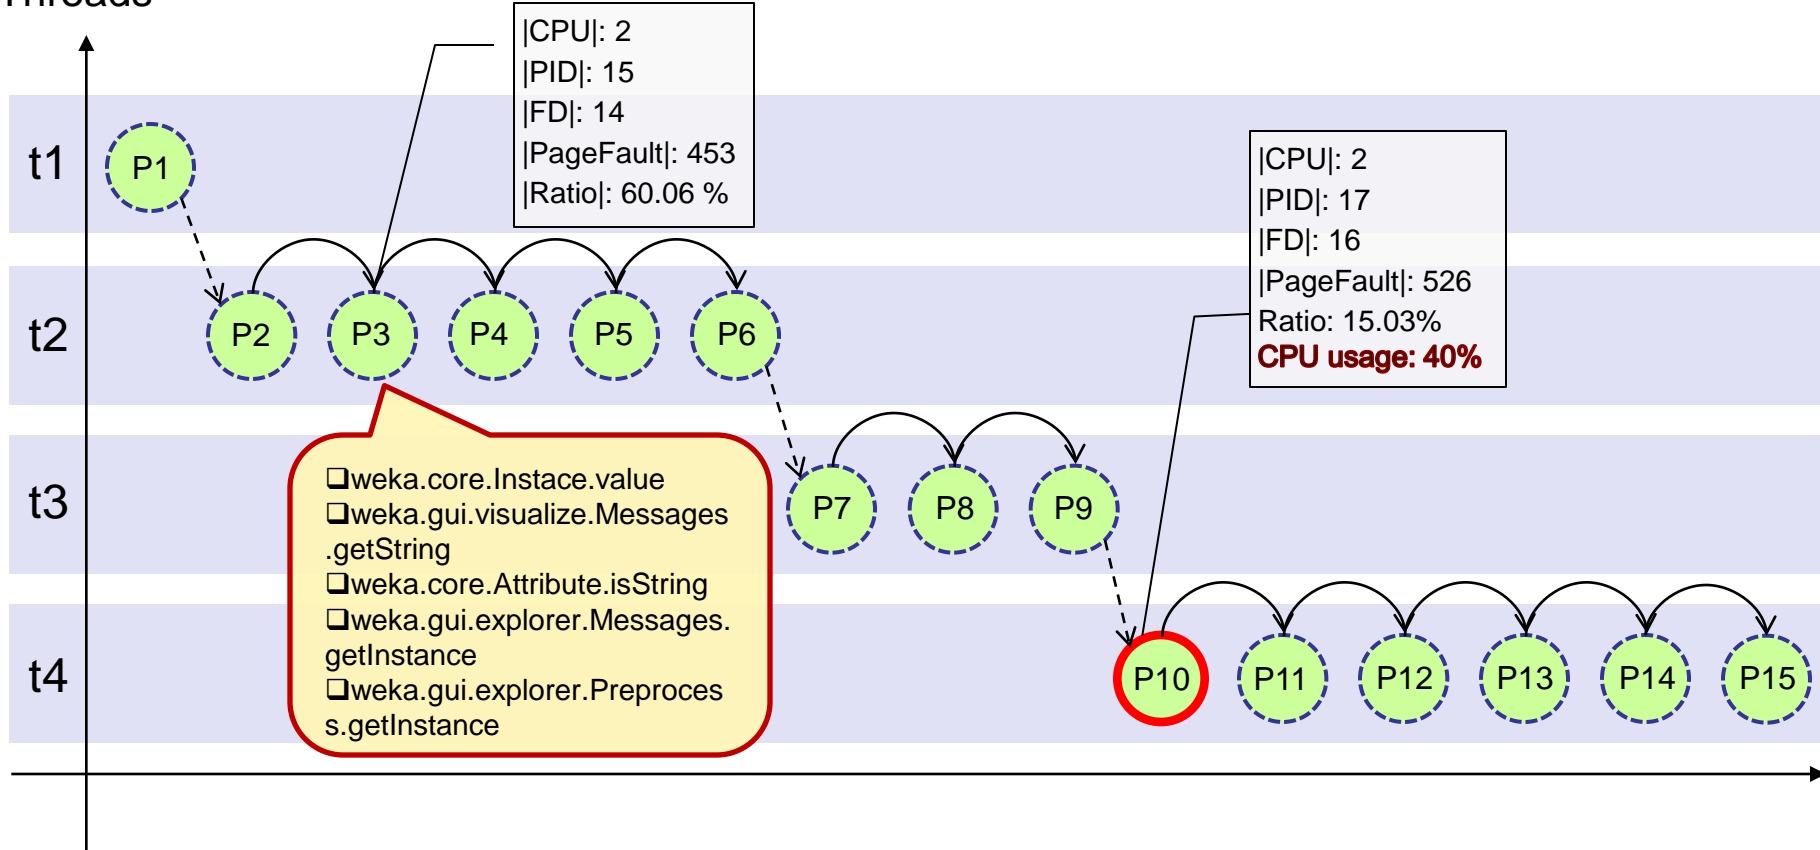 Threads
|CPU|: 2
|PID|: 15
|FD|: 14
|PageFault|: 453
|Ratio|: 60.06 %
|CPU|: 2
|PID|: 17
|FD|: 16
|PageFault|: 526
Ratio: 15.03%
CPU usage: 40%
t1
P1
t2
P2
P3
P4
P5
P6
❑weka.core.Instace.value
❑weka.gui.visualize.Messages
.getString
❑weka.core.Attribute.isString
❑weka.gui.explorer.Messages.
getInstance
❑weka.gui.explorer.Preproces
s.getInstance
t3
P7
P8
P9
t4
P10
P11
P12
P13
P14
P15